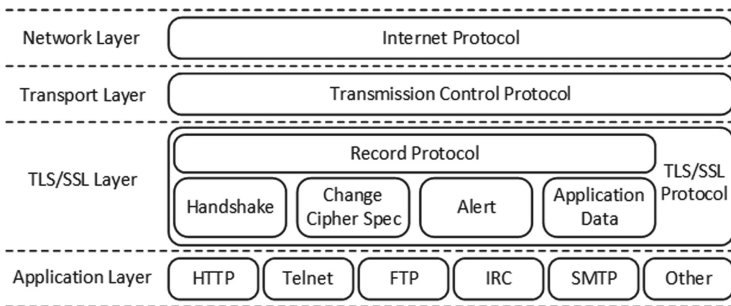 Network Layer
Internet Protocol
Transport Layer
Transmission Control Protocol
TLS/SSL Layer
Record Protocol
Handshake
Change
Cipher Spec
Alert
Application
Data
TLS/SSL
Protocol
Application Layer
HTTP
Telnet
FTP
IRC
SMTP
Other